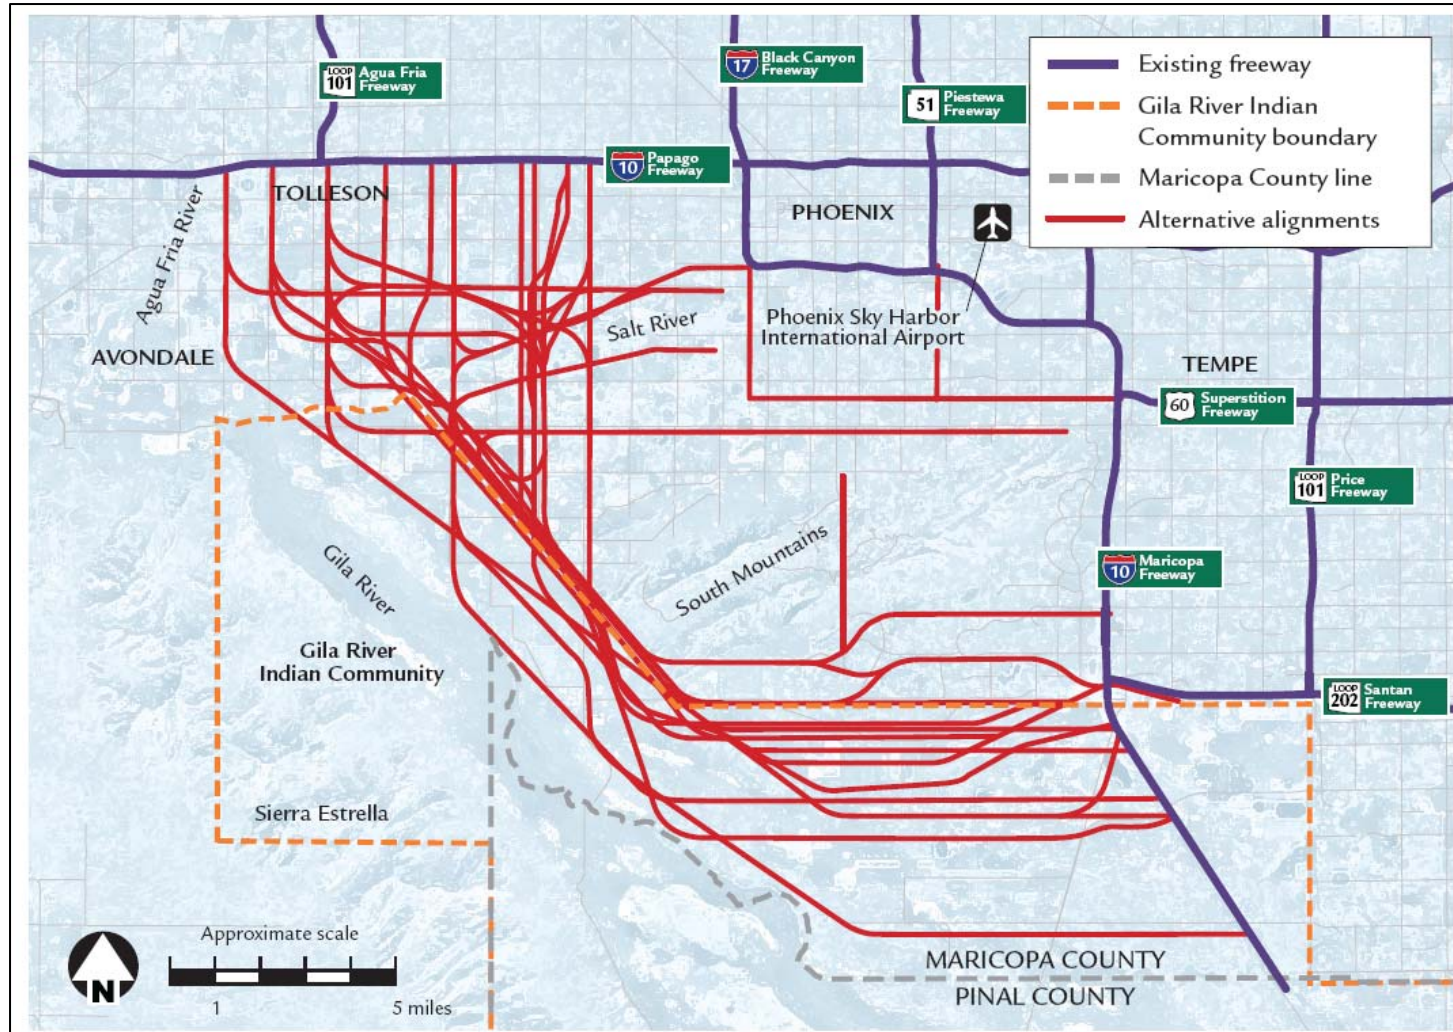 LOOP
101
Agua Fria
Freeway
17
Black Canyon
Freeway
51
Piestewa
Freeway
Existing freeway
Gila River Indian
Community boundary
Maricopa County line
Alternative alignments
10
Papago
Freeway
TOLLESON
PHOENIX
Agua Fria River
Salt River
Phoenix Sky Harbor
International Airport
AVONDALE
TEMPE
60
Superstition
Freeway
LOOP
101
Price
Freeway
Gila River
South Mountains
10
Maricopa
Freeway
Gila River
Indian Community
LOOP
202
Santan
Freeway
Sierra Estrella
Approximate scale
N
1
5 miles
MARICOPA COUNTY
PINAL COUNTY